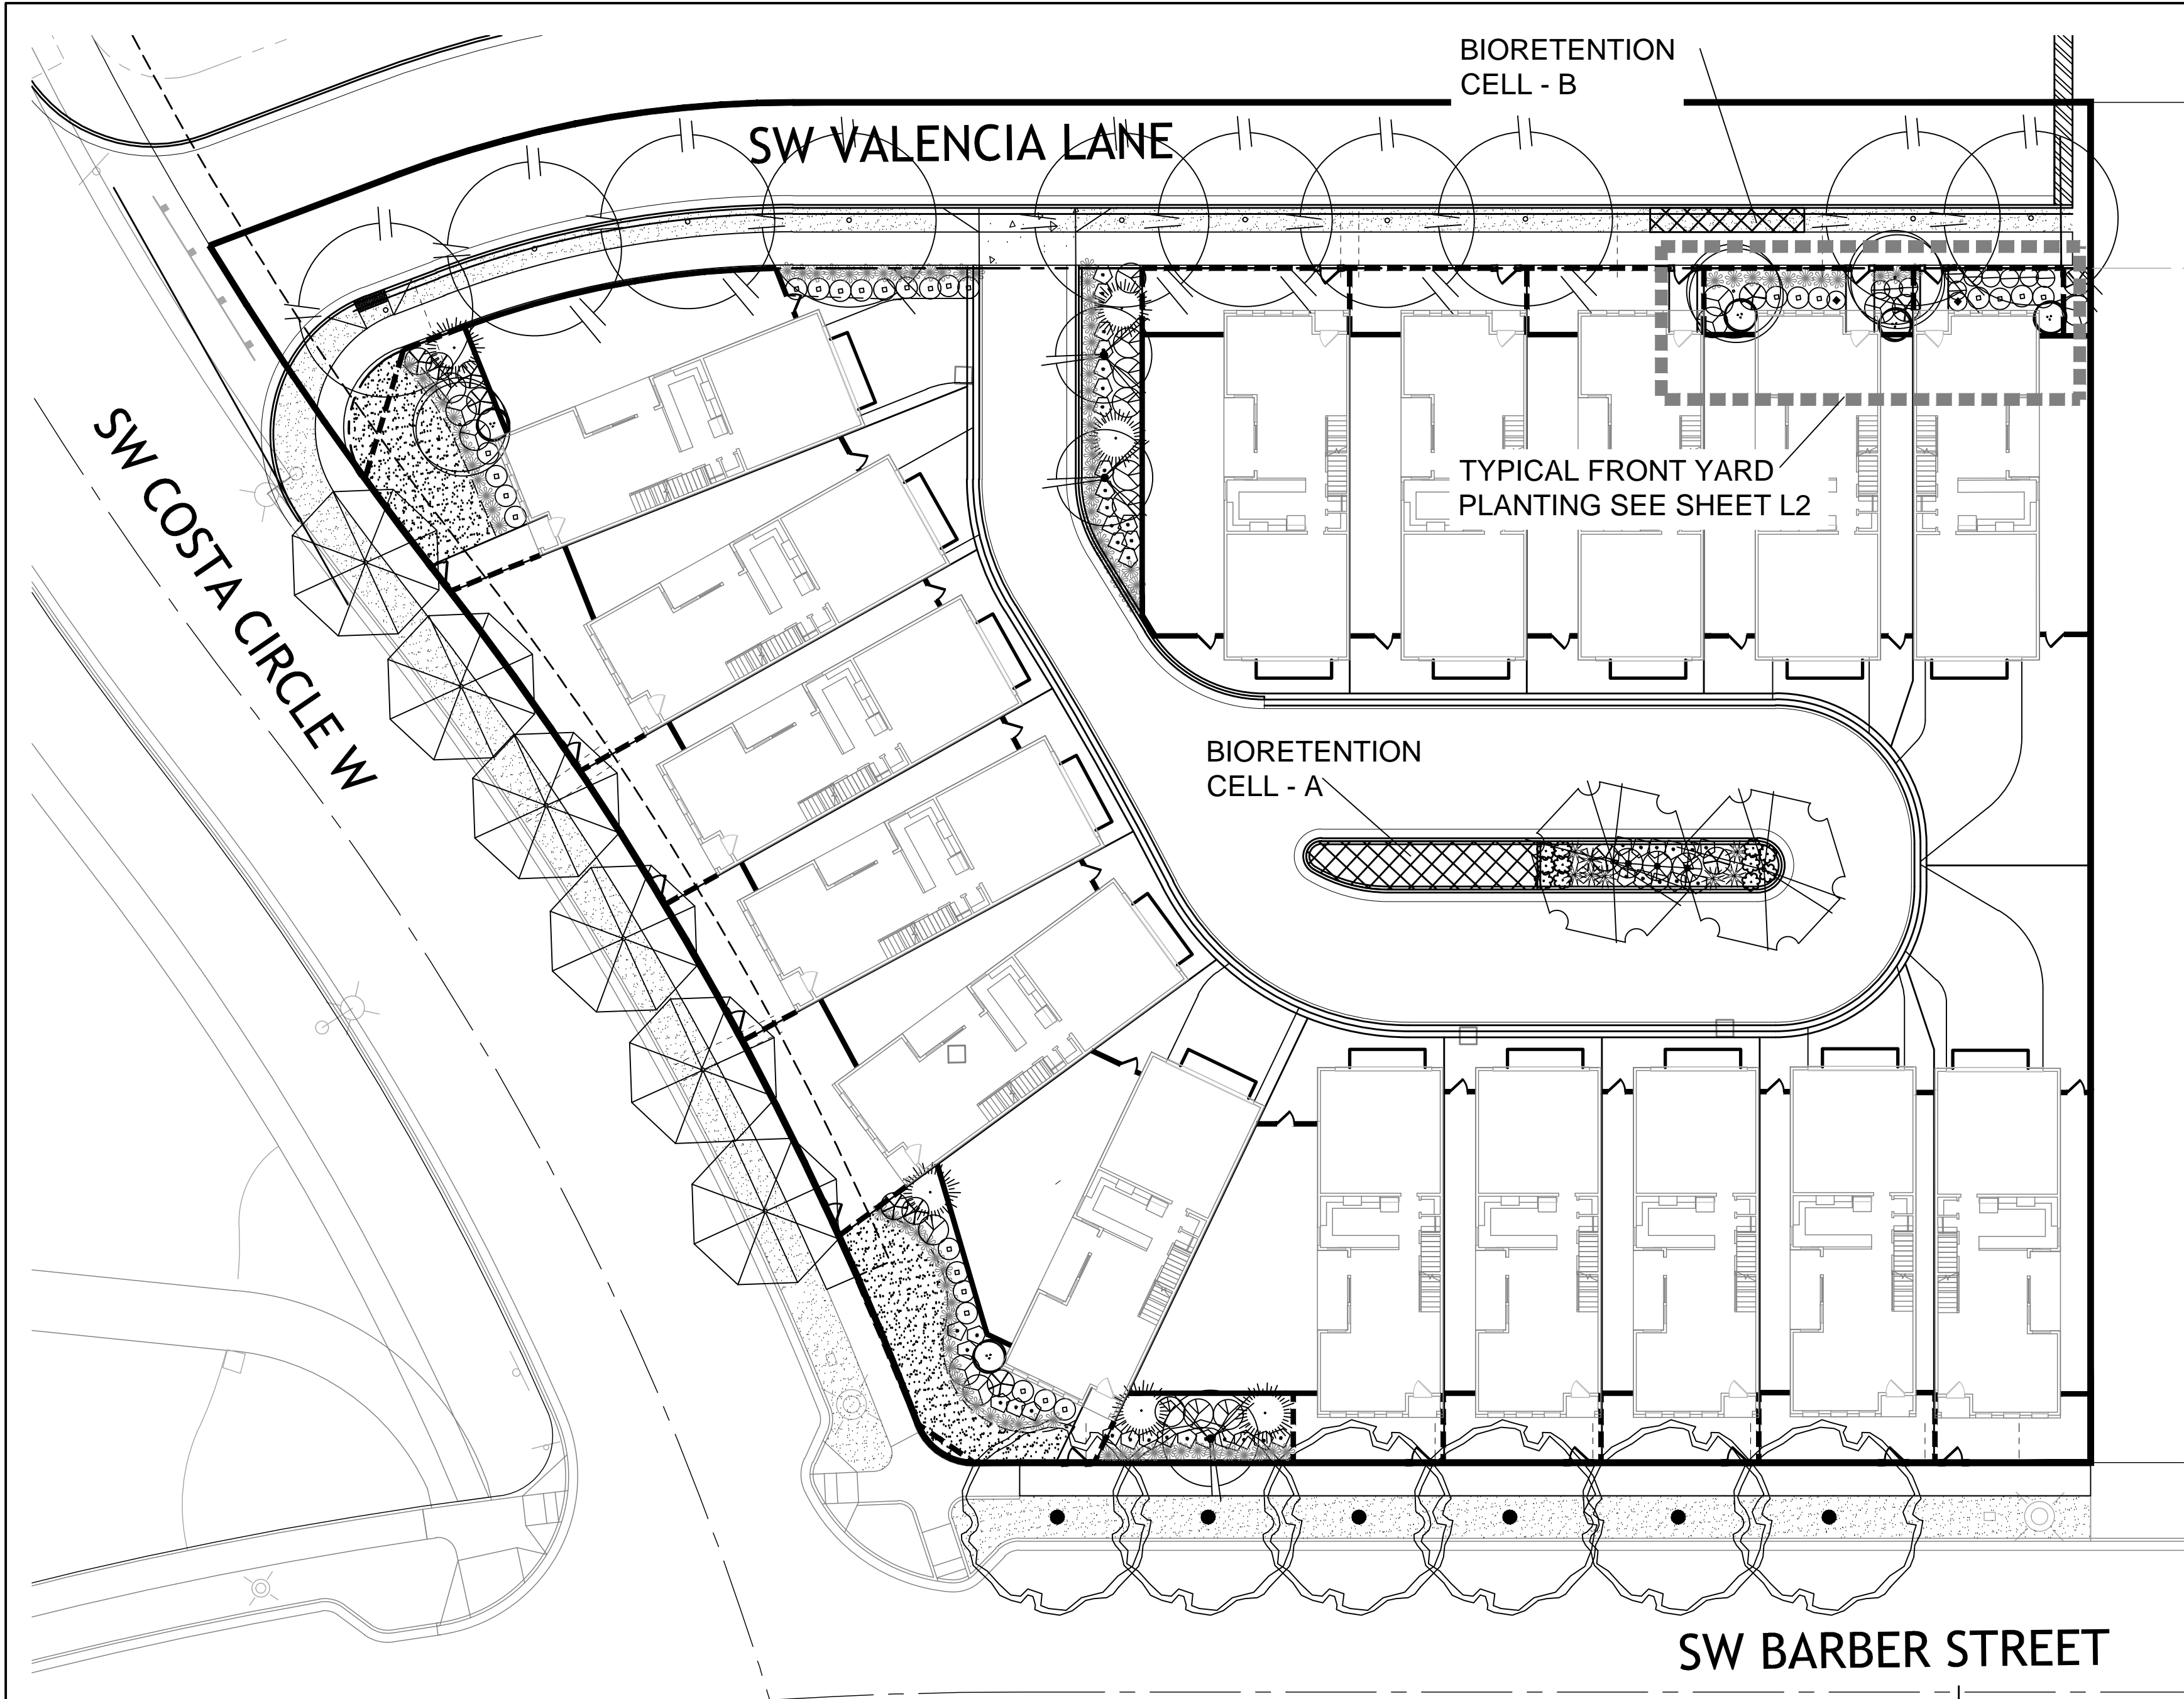 BIORETENTION
CELL - B
SW VALENCIA LANE
SW COSTA CIRCLE W
TYPICAL FRONT YARD
PLANTING SEE SHEET L2
BIORETENTION
CELL - A
SW BARBER STREET